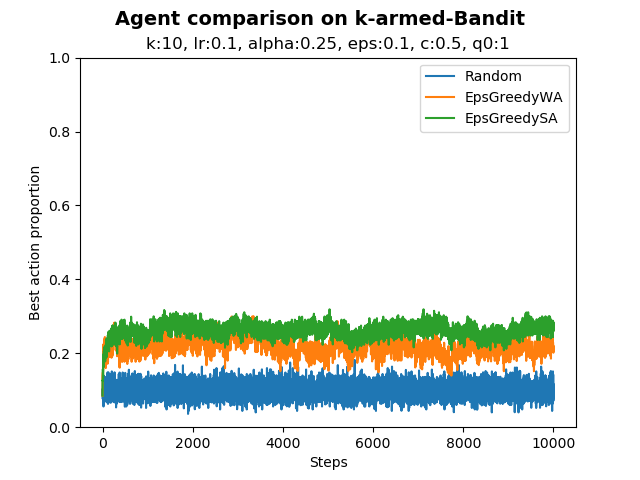 Agent comparison on k-armed-Bandit
k:10, lr:0.1, alpha:0.25, eps:0.1, c:0.5, q0:1
1.0
0.8
0.6
0.4
0.2
0.0
Best action proportion
Random
EpsGreedyWA
EpsGreedySA
0 2000 4000 6000 8000 10000
Steps